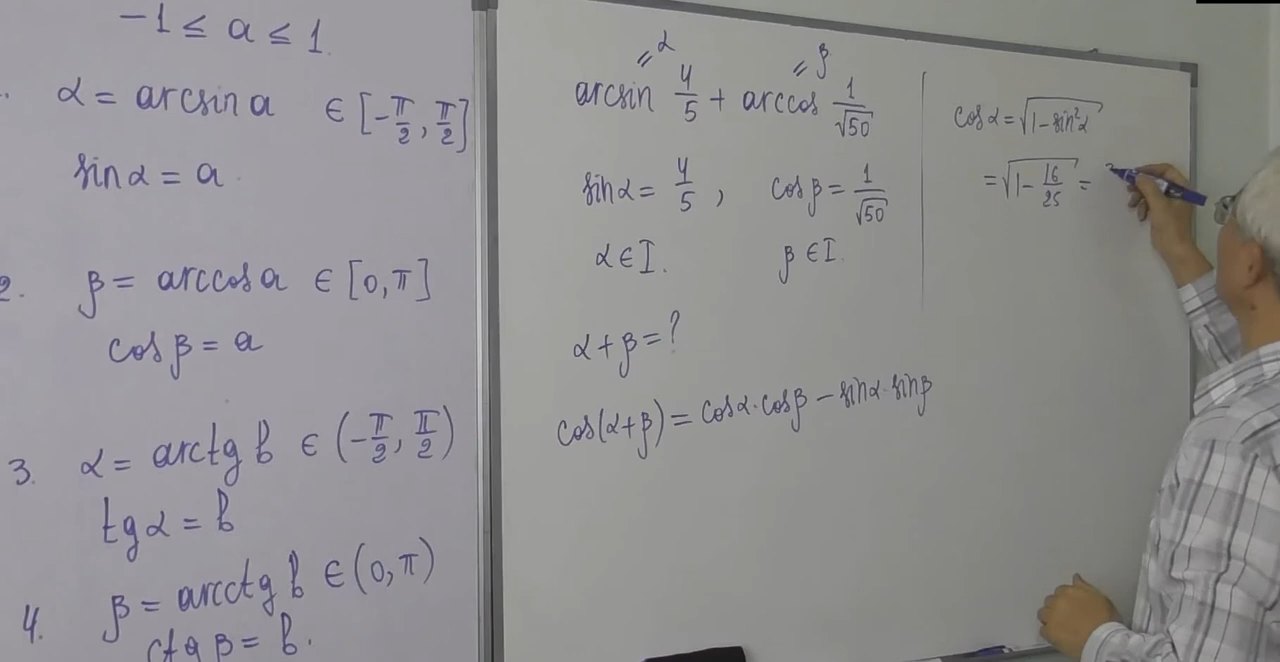 -1 ≤ a ≤ 1.
α = arcsin a ∈ [-π/2, π/2]
sin α = a
2. β = arccos a ∈ [0, π]
cos β = a
3. α = arctg b ∈ (-π/2, π/2)
tg α = b
4. β = arcctg b ∈ (0, π)
ctg β = b.
= α = β
arcsin 4/5 + arccos 1/√50
sin α = 4/5, cos β = 1/√50
α ∈ I. β ∈ I.
α + β = ?
cos(α+β) = cos α · cos β - sin α · sin β
cos α = √(1 - sin²α)
= √(1 - 16/25) =